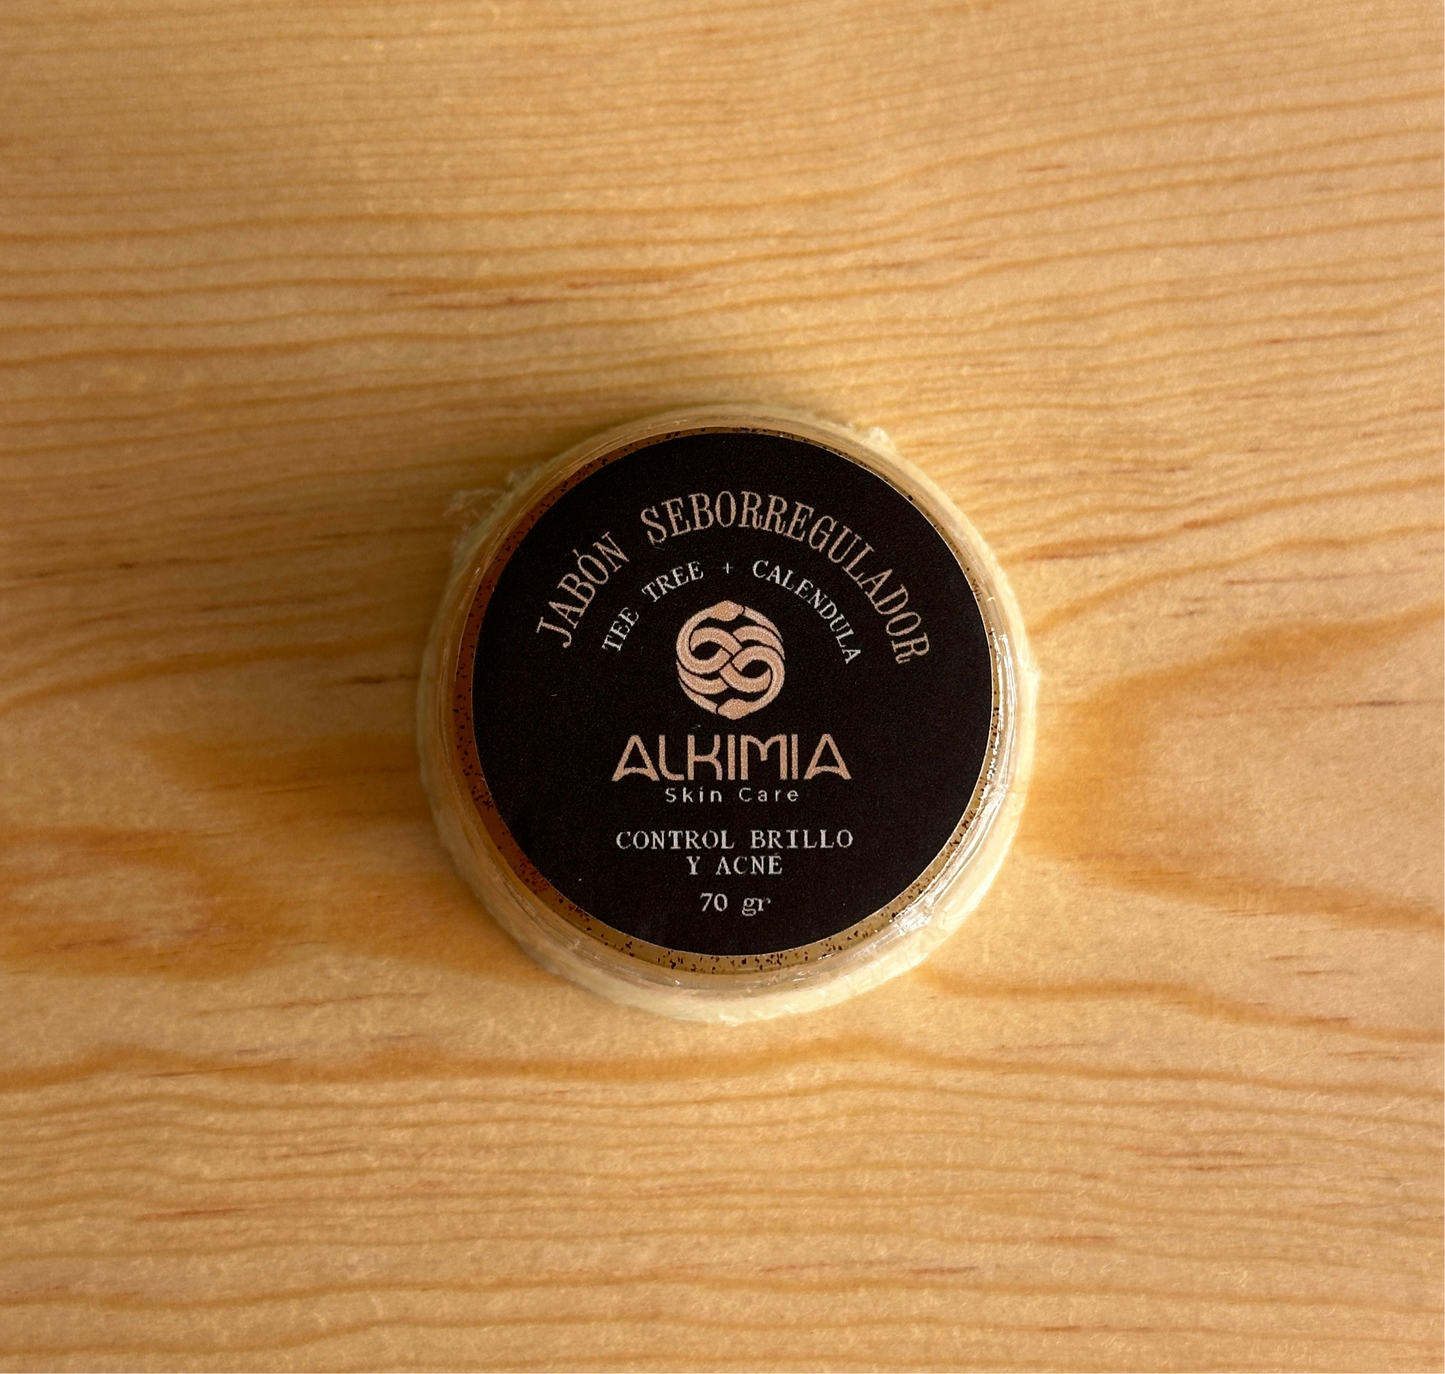 JABÓN SEBORREGULADOR
TEE TREE + CALENDULA
ALKIMIA
Skin Care
CONTROL BRILLO
Y ACNÉ
70 gr